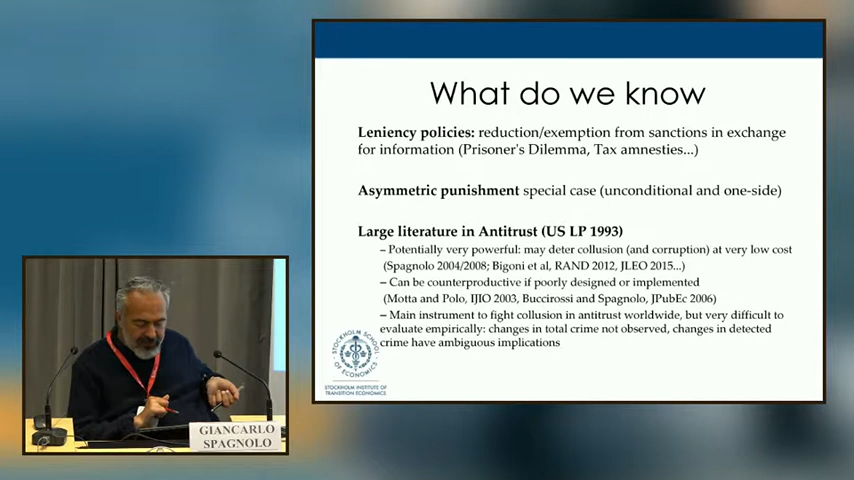 What do we know
Leniency policies: reduction/exemption from sanctions in exchange
for information (Prisoner's Dilemma, Tax amnesties...)
Asymmetric punishment special case (unconditional and one-side)
Large literature in Antitrust (US LP 1993)
– Potentially very powerful: may deter collusion (and corruption) at very low cost
(Spagnolo 2004/2008; Bigoni et al, RAND 2012, JLEO 2015...)
– Can be counterproductive if poorly designed or implemented
(Motta and Polo, IJIO 2003, Buccirossi and Spagnolo, JPubEc 2006)
– Main instrument to fight collusion in antitrust worldwide, but very difficult to
evaluate empirically: changes in total crime not observed, changes in detected
crime have ambiguous implications
STOCKHOLM SCHOOL
OF ECONOMICS
STOCKHOLM INSTITUTE OF
TRANSITION ECONOMICS
GIANCARLO
SPAGNOLO